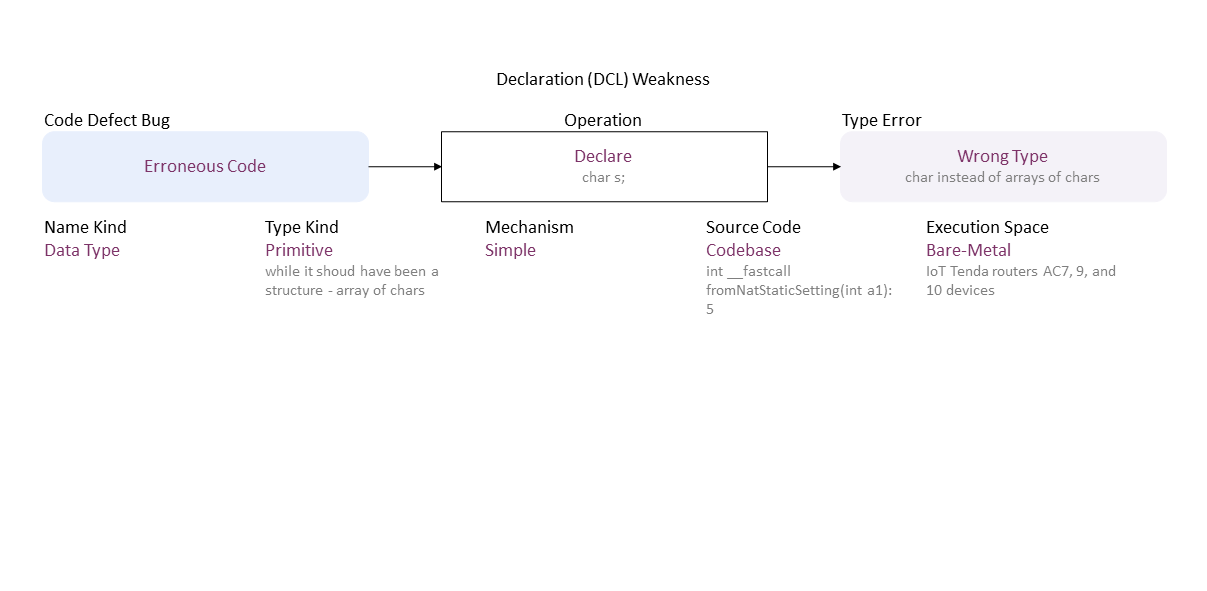 Declaration (DCL) Weakness
Code Defect Bug
Operation
Type Error
Erroneous Code
Declare
char s;
Wrong Type
char instead of arrays of chars
Name Kind
Data Type
Type Kind
Primitive
while it shoud have been a
structure - array of chars
Mechanism
Simple
Source Code
Codebase
int __fastcall
fromNatStaticSetting(int a1):
5
Execution Space
Bare-Metal
IoT Tenda routers AC7, 9, and
10 devices